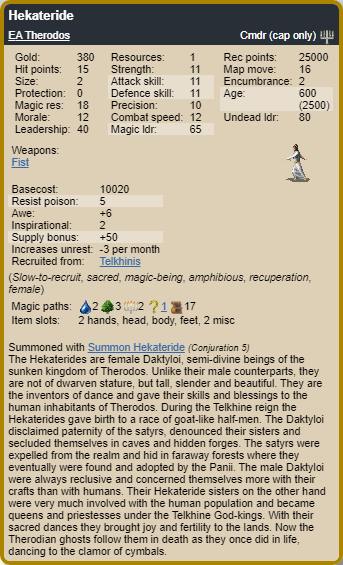 Hekateride
EA Therodos Cmdr (cap only)
Gold: 380 Resources: 1 Rec points: 25000
Hit points: 15 Strength: 11 Map move: 16
Size: 2 Attack skill: 11 Encumbrance: 2
Protection: 0 Defence skill: 11 Age: 600
Magic res: 18 Precision: 10 (2500)
Morale: 12 Combat speed: 12 Undead ldr: 80
Leadership: 40 Magic ldr: 65
Weapons:
Fist
Basecost: 10020
Resist poison: 5
Awe: +6
Inspirational: 2
Supply bonus: +50
Increases unrest: -3 per month
Recruited from: Telkhinis
(Slow-to-recruit, sacred, magic-being, amphibious, recuperation,
female)
Magic paths: 2 3 2 ? 1 17
Item slots: 2 hands, head, body, feet, 2 misc
Summoned with Summon Hekateride (Conjuration 5)
The Hekaterides are female Daktyloi, semi-divine beings of the
sunken kingdom of Therodos. Unlike their male counterparts, they
are not of dwarven stature, but tall, slender and beautiful. They are
the inventors of dance and gave their skills and blessings to the
human inhabitants of Therodos. During the Telkhine reign the
Hekaterides gave birth to a race of goat-like half-men. The Daktyloi
disclaimed paternity of the satyrs, denounced their sisters and
secluded themselves in caves and hidden forges. The satyrs were
expelled from the realm and hid in faraway forests where they
eventually were found and adopted by the Panii. The male Daktyloi
were always reclusive and concerned themselves more with their
crafts than with humans. Their Hekateride sisters on the other hand
were very much involved with the human population and became
queens and priestesses under the Telkhine God-kings. With their
sacred dances they brought joy and fertility to the lands. Now the
Therodian ghosts follow them in death as they once did in life,
dancing to the clamor of cymbals.